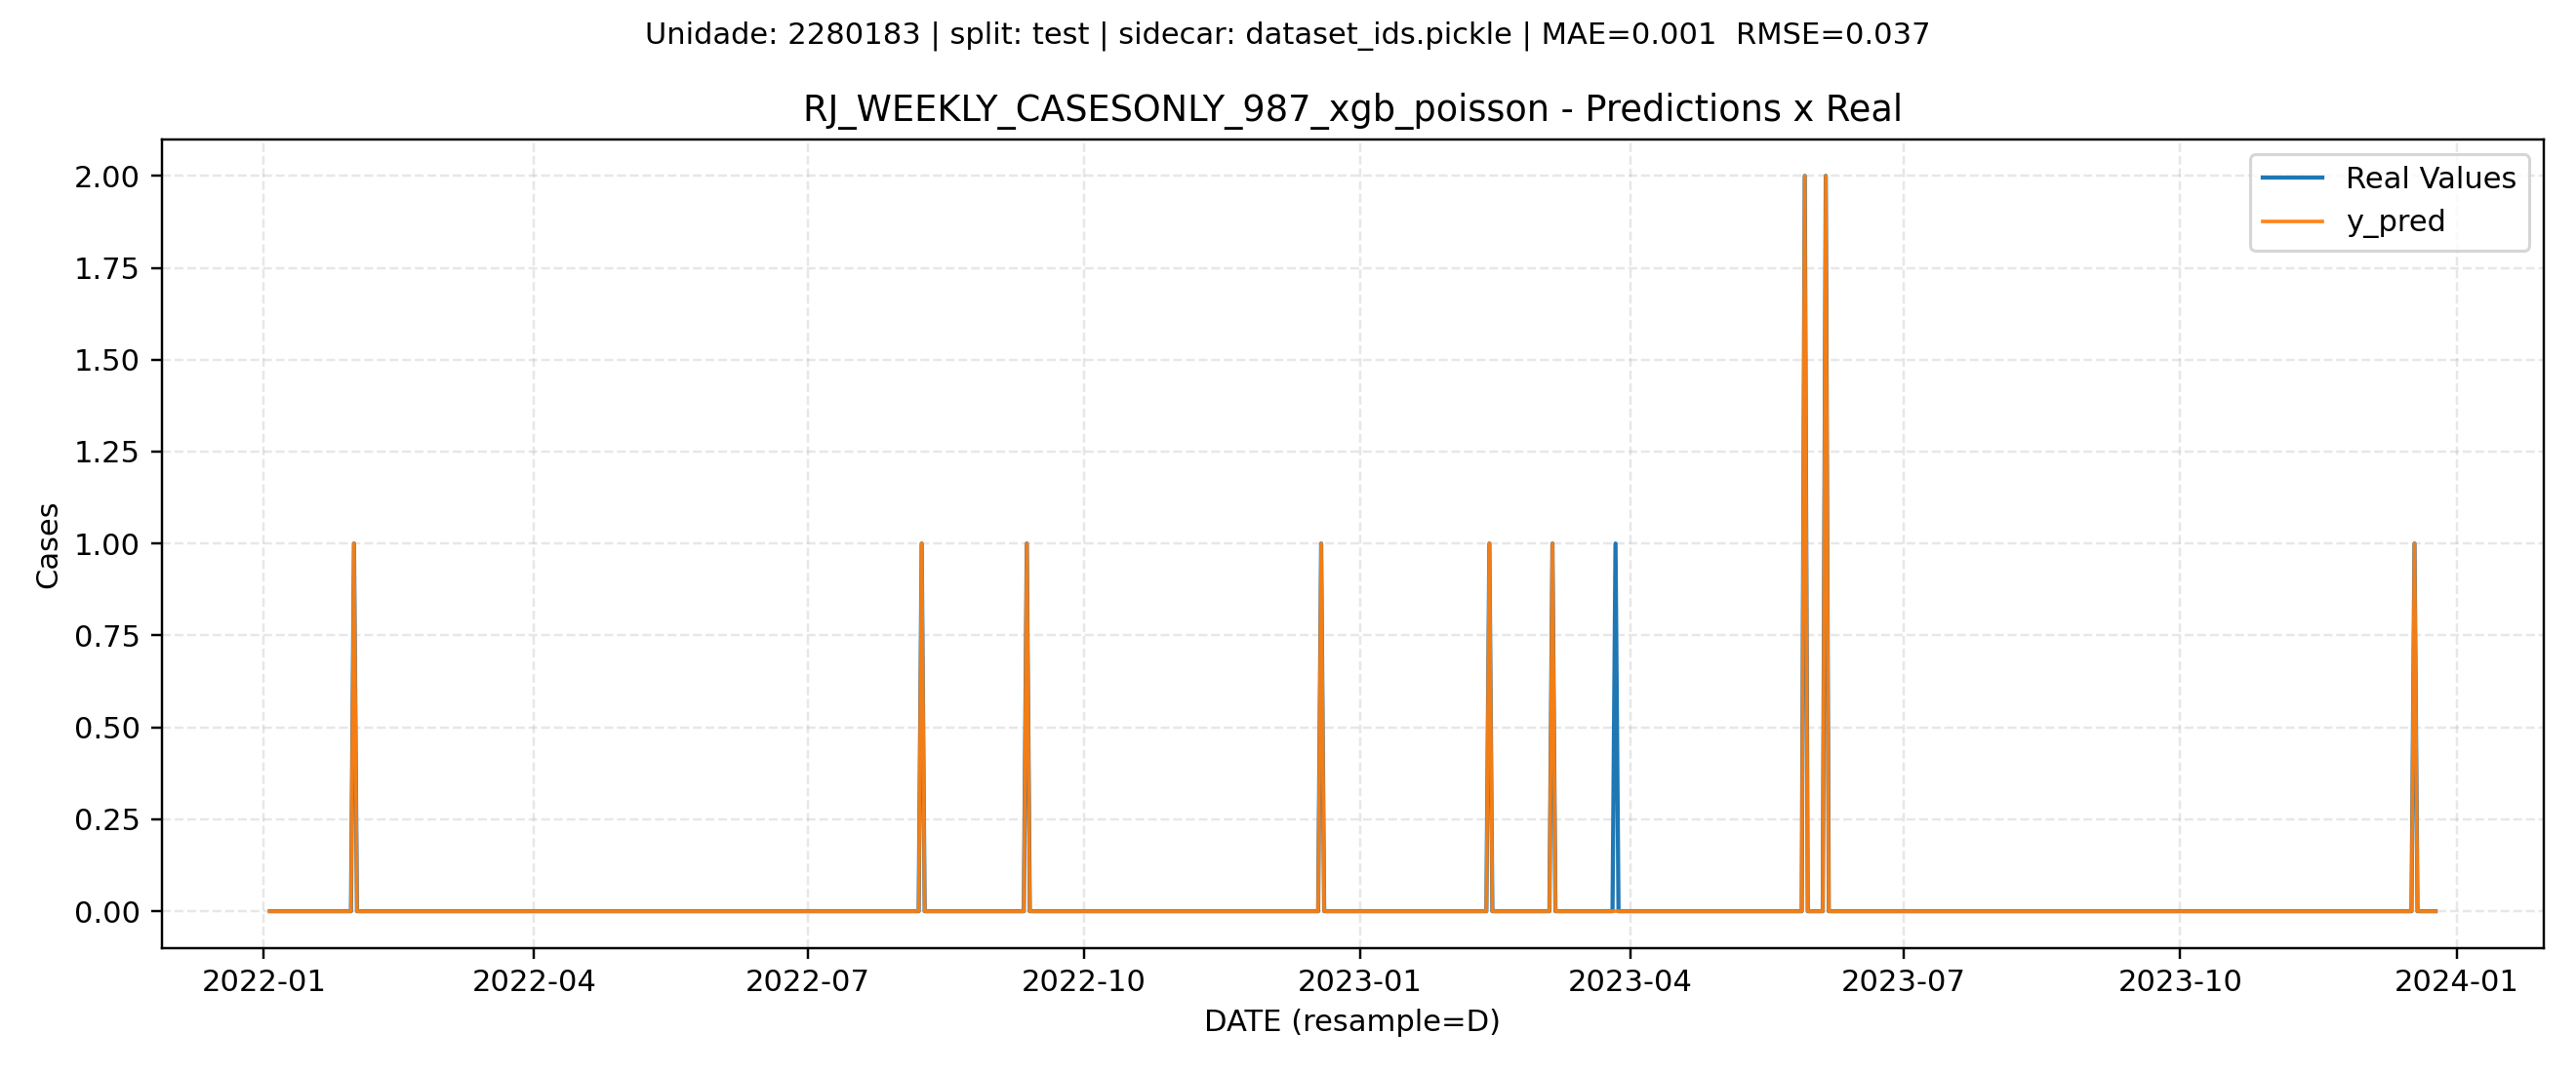 Unidade: 2280183 | split: test | sidecar: dataset_ids.pickle | MAE=0.001  RMSE=0.037
RJ_WEEKLY_CASESONLY_987_xgb_poisson - Predictions x Real
Real Values
y_pred
Cases
2.00
1.75
1.50
1.25
1.00
0.75
0.50
0.25
0.00
2022-01 2022-04 2022-07 2022-10 2023-01 2023-04 2023-07 2023-10 2024-01
DATE (resample=D)